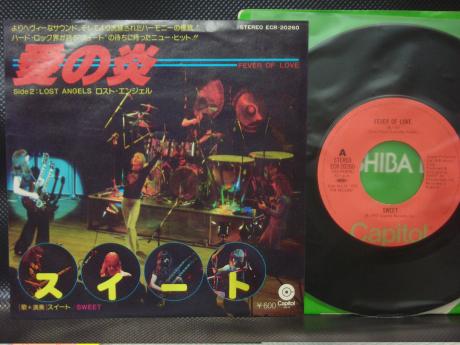 よりヘヴィーなサウンド、そしてより洗練されたハーモニーの極致!
STEREO ECR-20260
ハード・ロック界が誇る"スウィート"の待ちに待ったニュー・ヒット!!
愛の炎
FEVER OF LOVE
Side2:LOST ANGELS ロスト・エンジェル
スイート
(歌+演奏)スイート/SWEET
¥600
Capitol
FEVER OF LOVE
A
STEREO
ECR-20260
SWEET
HIBA
Capitol